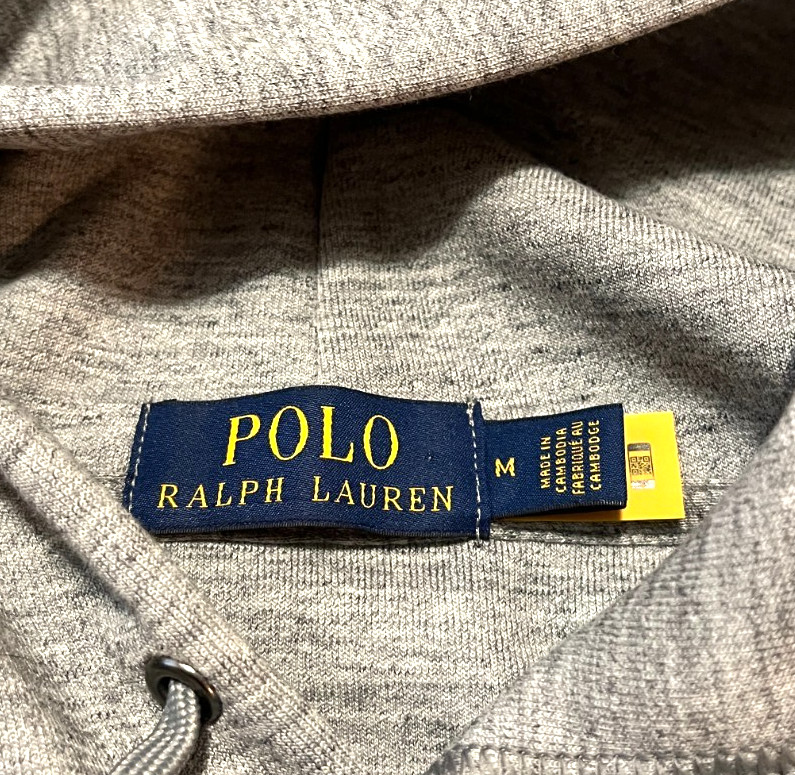 POLO
RALPH LAUREN
M
MADE IN
CAMBODIA
FABRIQUÉ AU
CAMBODGE